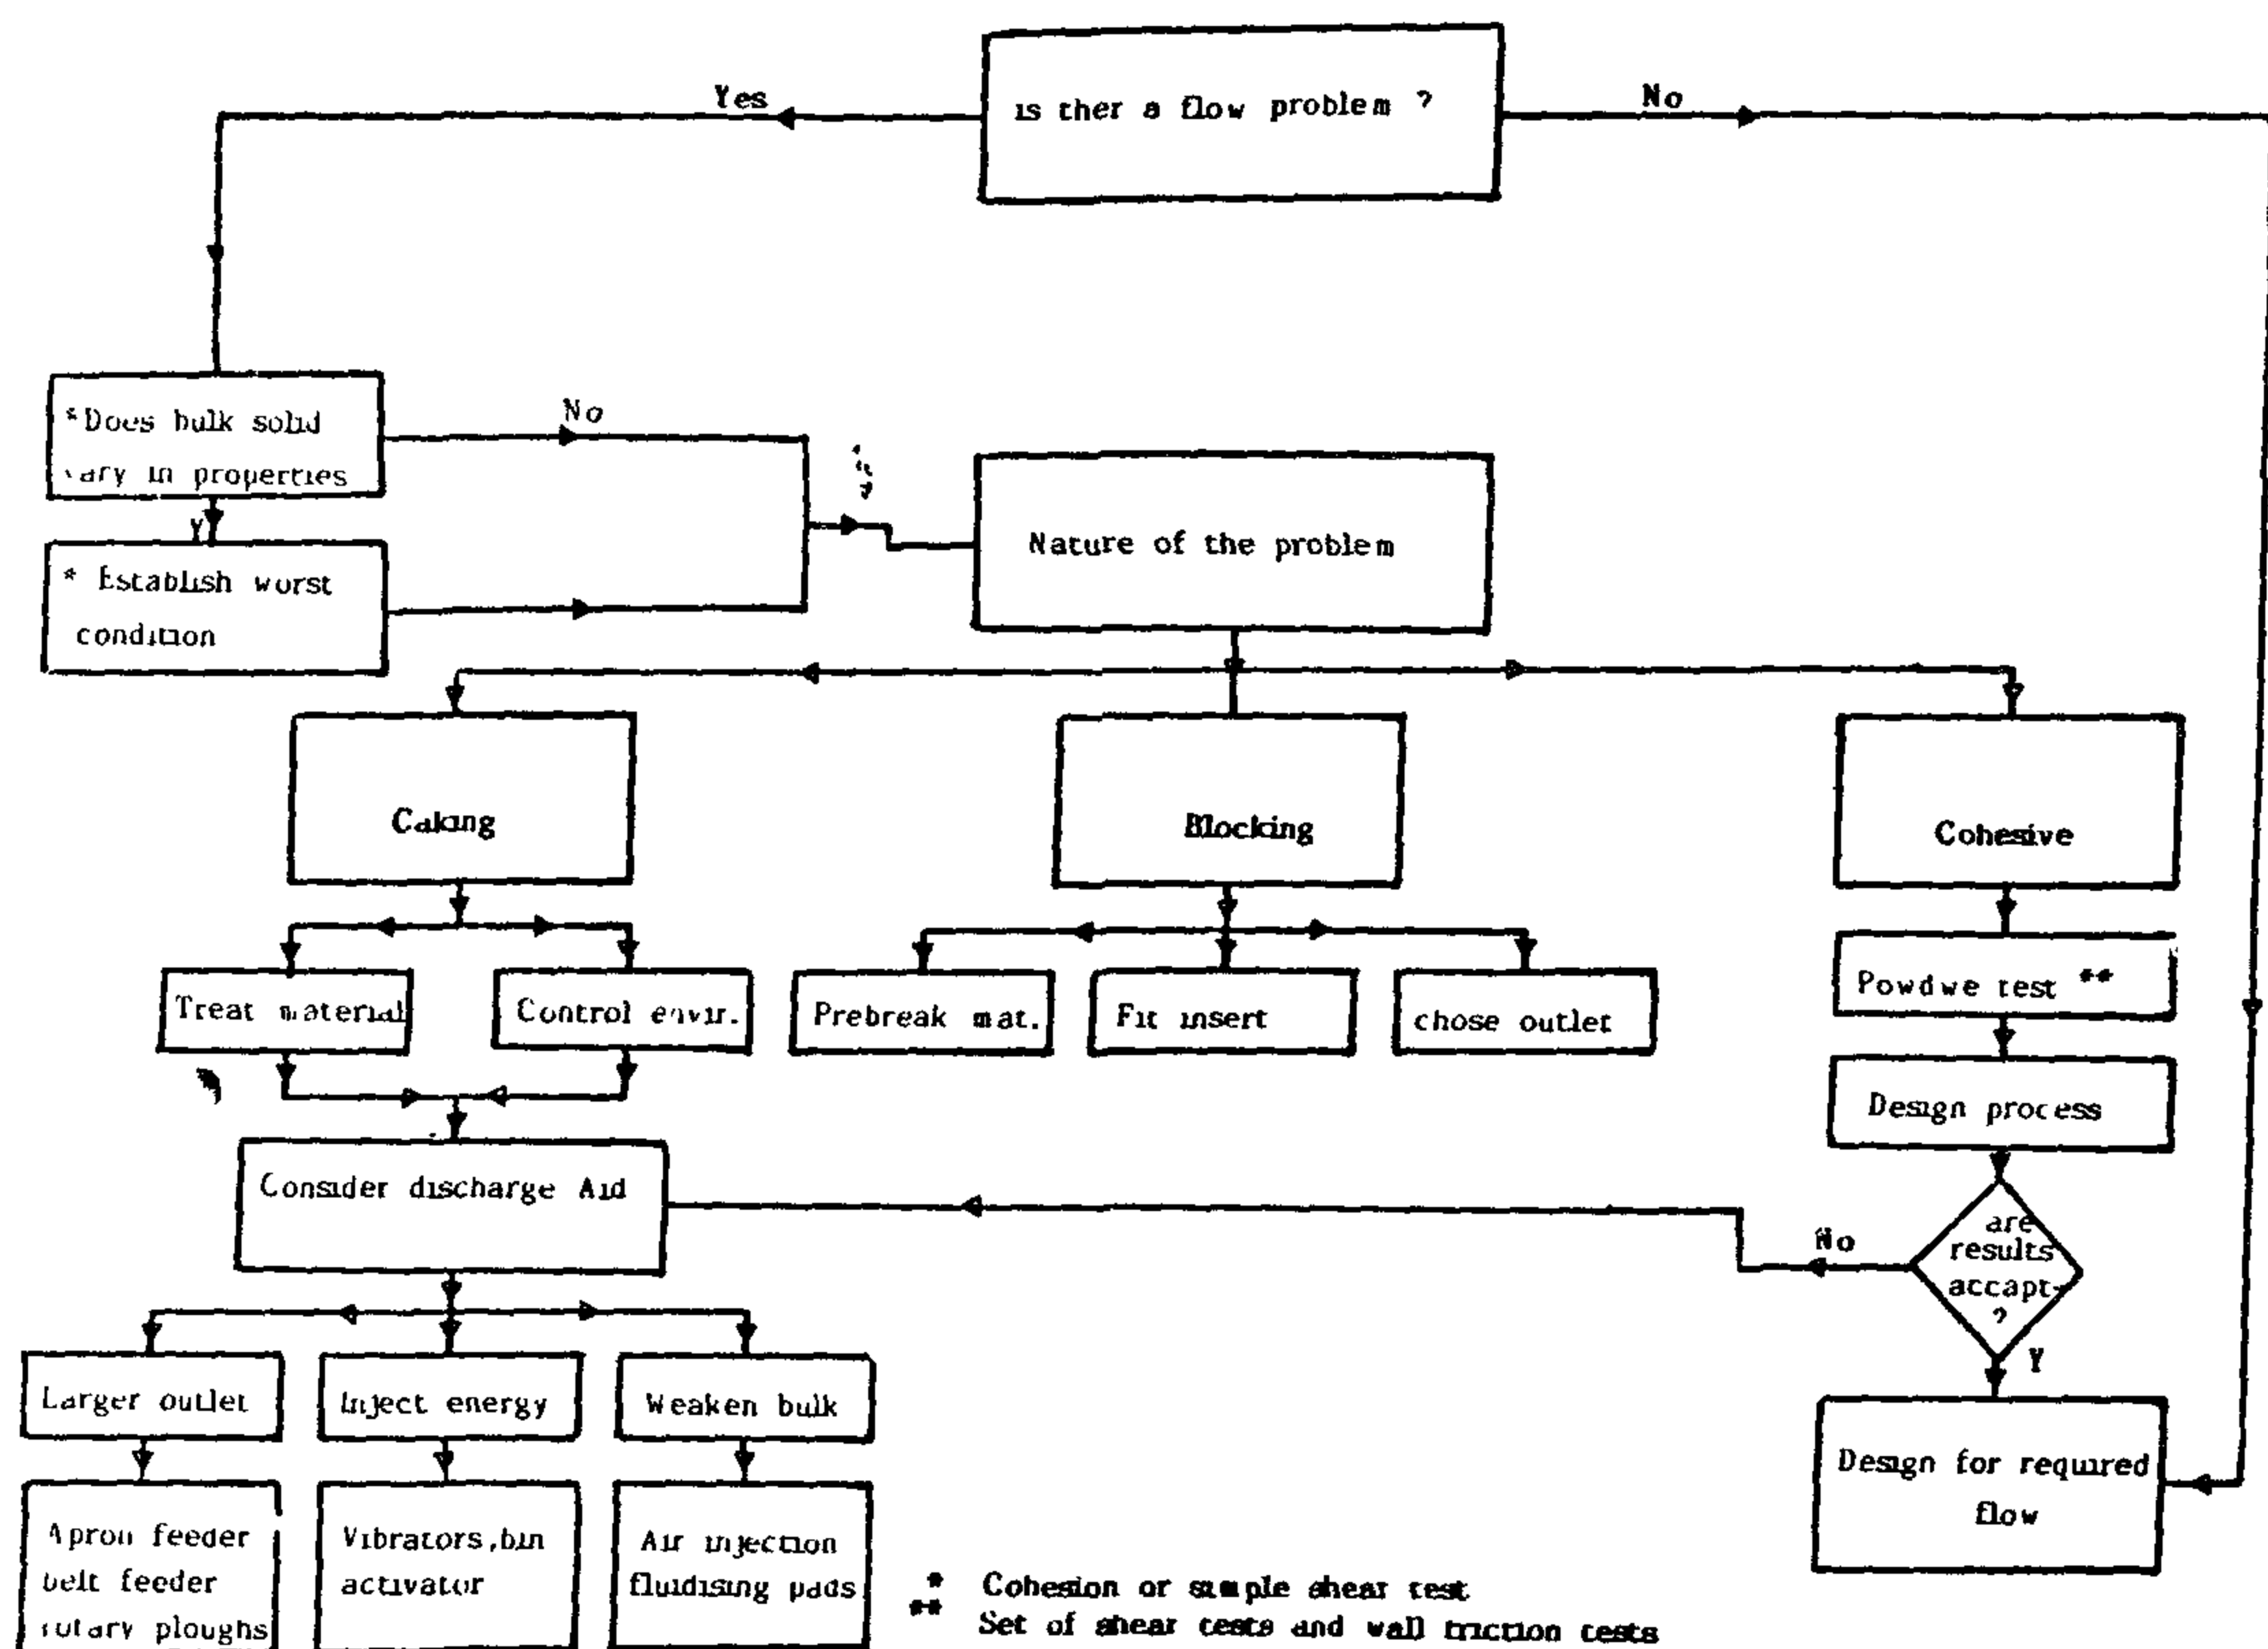 is ther a flow problem ?
Yes
No
*Does bulk solid
vary in properties
No
Y
* Establish worst
condition
Nature of the problem
Caking
Blocking
Cohesive
Treat material
Control envir.
Prebreak mat.
Fit insert
chose outlet
Powdwe test **
Design process
Consider discharge Aid
are
results
accapt-
?
No
Y
Larger outlet
Inject energy
Weaken bulk
Design for required
flow
Apron feeder
belt feeder
rotary ploughs
Vibrators,bin
activator
Air injection
fluidising pads
* Cohesion or simple shear test
** Set of shear tests and wall friction tests